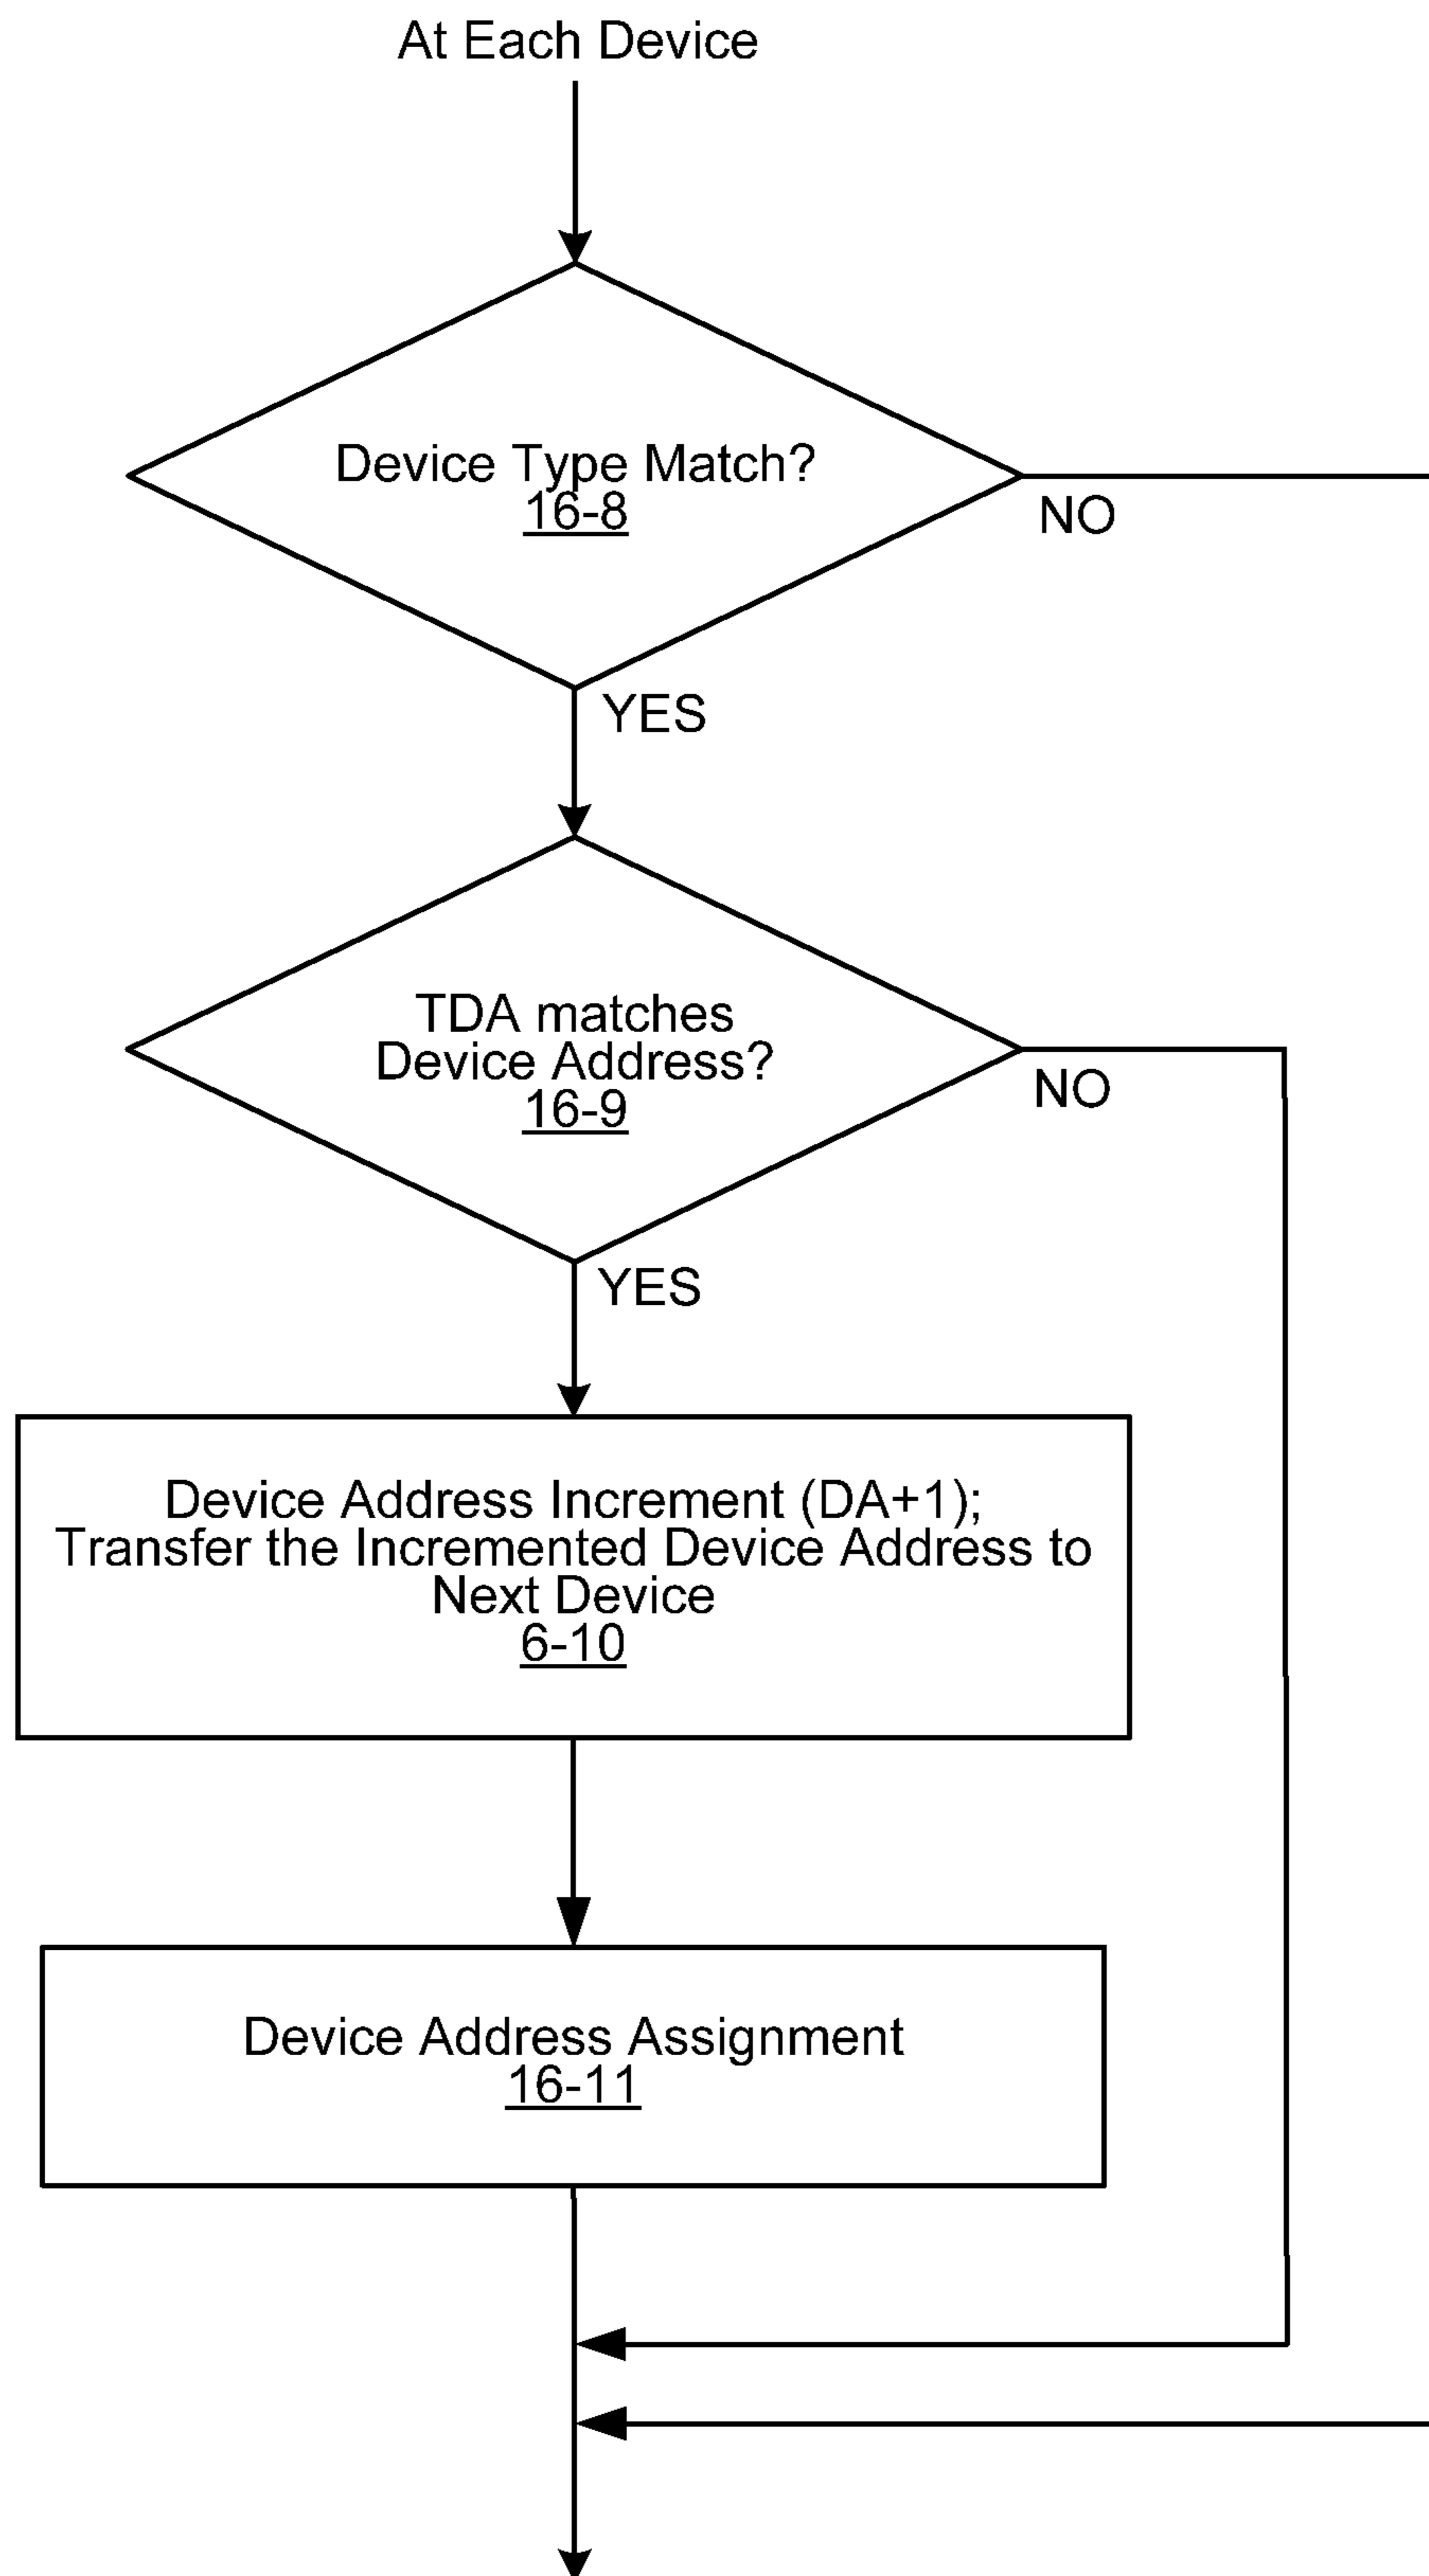 At Each Device
Device Type Match?
16-8
NO
YES
TDA matches
Device Address?
16-9
NO
YES
Device Address Increment (DA+1);
Transfer the Incremented Device Address to
Next Device
6-10
Device Address Assignment
16-11